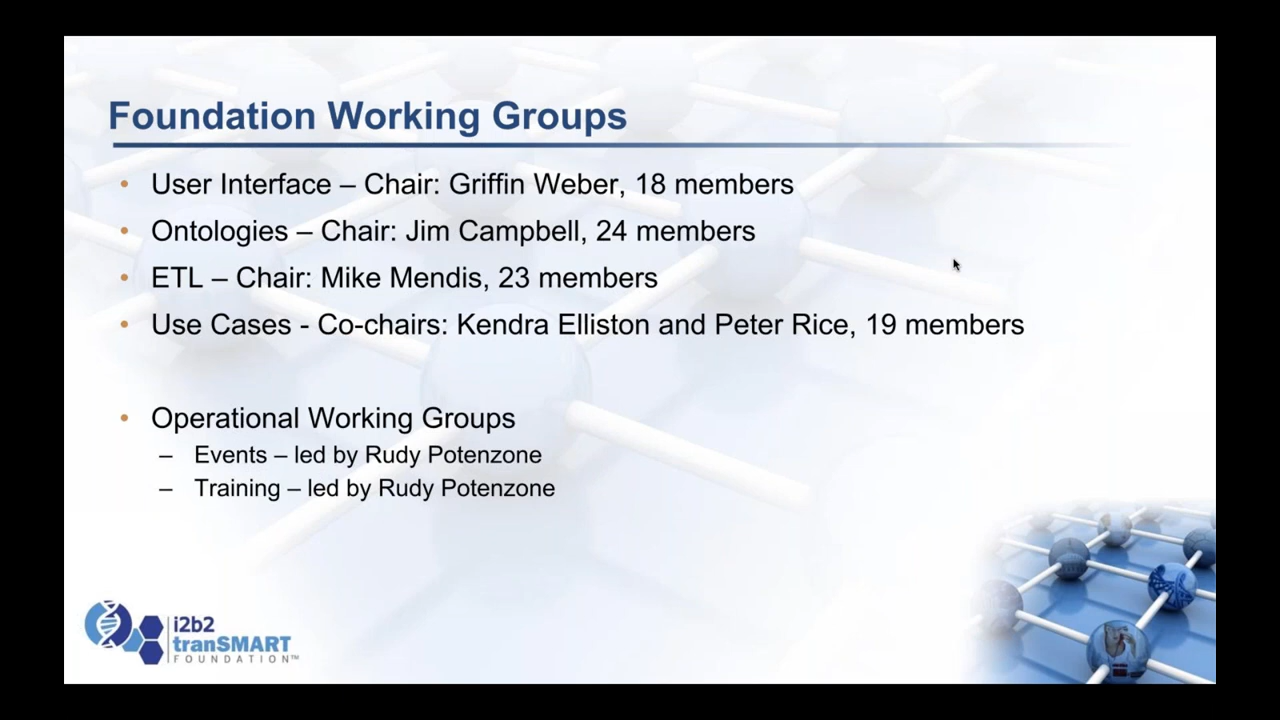 Foundation Working Groups
• User Interface – Chair: Griffin Weber, 18 members
• Ontologies – Chair: Jim Campbell, 24 members
• ETL – Chair: Mike Mendis, 23 members
• Use Cases - Co-chairs: Kendra Elliston and Peter Rice, 19 members
• Operational Working Groups
– Events – led by Rudy Potenzone
– Training – led by Rudy Potenzone
i2b2
tranSMART
FOUNDATION™